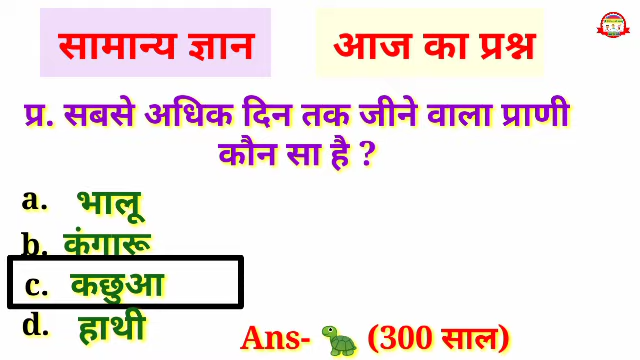 सामान्य ज्ञान
आज का प्रश्न
प्र. सबसे अधिक दिन तक जीने वाला प्राणी
कौन सा है ?
a. भालू
b. कंगारू
c. कछुआ
d. हाथी
Ans- (300 साल)